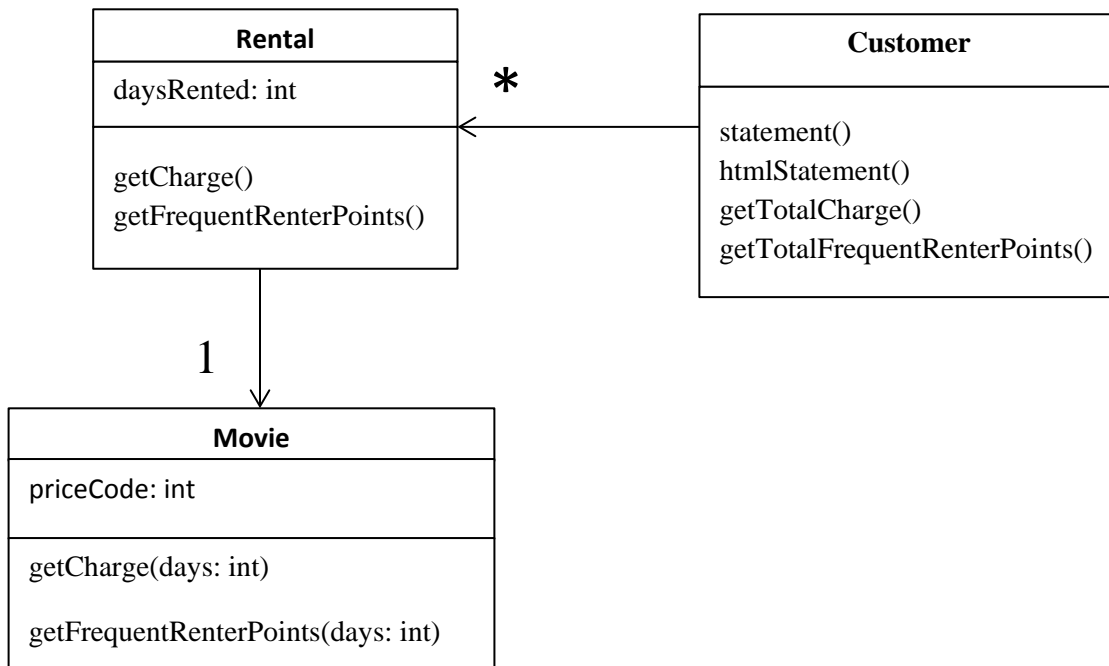 Rental
daysRented: int
getCharge()
getFrequentRenterPoints()
*
Customer
statement()
htmlStatement()
getTotalCharge()
getTotalFrequentRenterPoints()
1
Movie
priceCode: int
getCharge(days: int)
getFrequentRenterPoints(days: int)